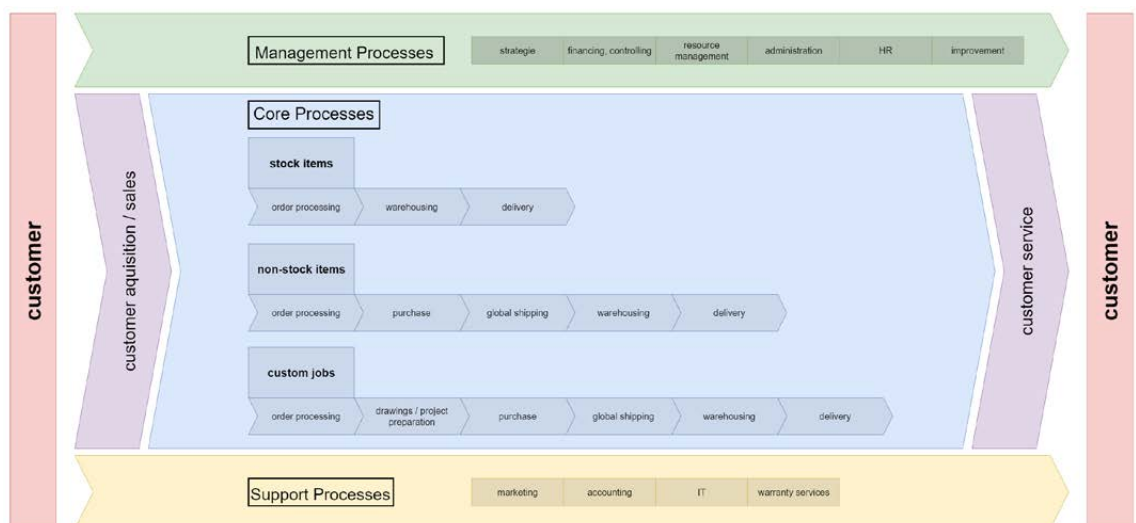 customer
Management Processes
strategie
financing, controlling
resource
management
administration
HR
improvement
customer aquisition / sales
Core Processes
stock items
order processing
warehousing
delivery
non-stock items
order processing
purchase
global shipping
warehousing
delivery
custom jobs
order processing
drawings / project
preparation
purchase
global shipping
warehousing
delivery
customer service
Support Processes
marketing
accounting
IT
warranty services
customer